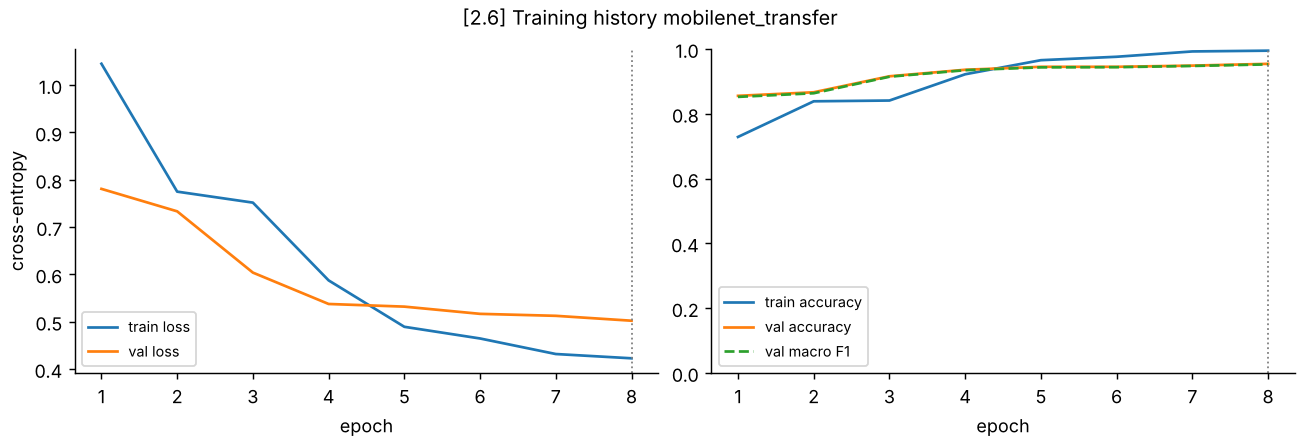 [2.6] Training history mobilenet_transfer
cross-entropy
1.0
0.9
0.8
0.7
0.6
0.5
0.4
train loss
val loss
1 2 3 4 5 6 7 8
epoch
1.0
0.8
0.6
0.4
0.2
0.0
train accuracy
val accuracy
val macro F1
1 2 3 4 5 6 7 8
epoch